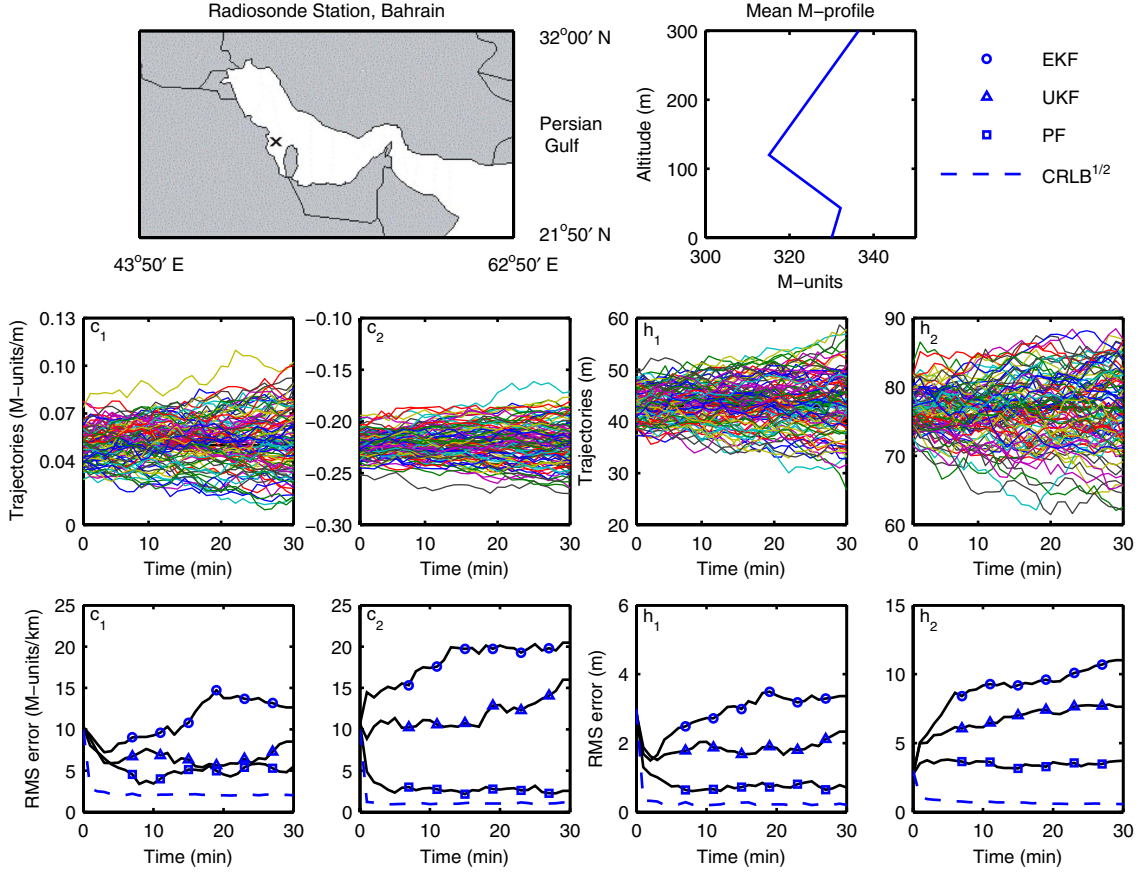 Radiosonde Station, Bahrain
32°00′ N
Persian
Gulf
21°50′ N
43°50′ E
62°50′ E
Mean M−profile
300
200
100
0
Altitude (m)
300
320
340
M−units
EKF
UKF
PF
CRLB^1/2
c1
0.13
0.10
0.07
0.04
0
Trajectories (M−units/m)
0
10
20
30
Time (min)
c2
−0.10
−0.15
−0.20
−0.25
−0.30
0
10
20
30
Time (min)
h1
60
50
40
30
20
Trajectories (m)
0
10
20
30
Time (min)
h2
90
80
70
60
0
10
20
30
Time (min)
c1
25
20
15
10
5
0
RMS error (M−units/km)
0
10
20
30
Time (min)
c2
25
20
15
10
5
0
0
10
20
30
Time (min)
h1
6
4
2
0
RMS error (m)
0
10
20
30
Time (min)
h2
15
10
5
0
0
10
20
30
Time (min)